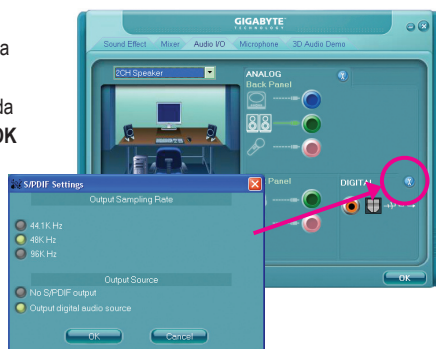 a
da
OK
GIGABYTE
TECHNOLOGY
Sound Effect Mixer Audio I/O Microphone 3D Audio Demo
2CH Speaker
ANALOG
Back Panel
Panel
DIGITAL
OK
S/PDIF Settings
Output Sampling Rate
44.1K Hz
48K Hz
96K Hz
Output Source
No S/PDIF output
Output digital audio source
OK
Cancel